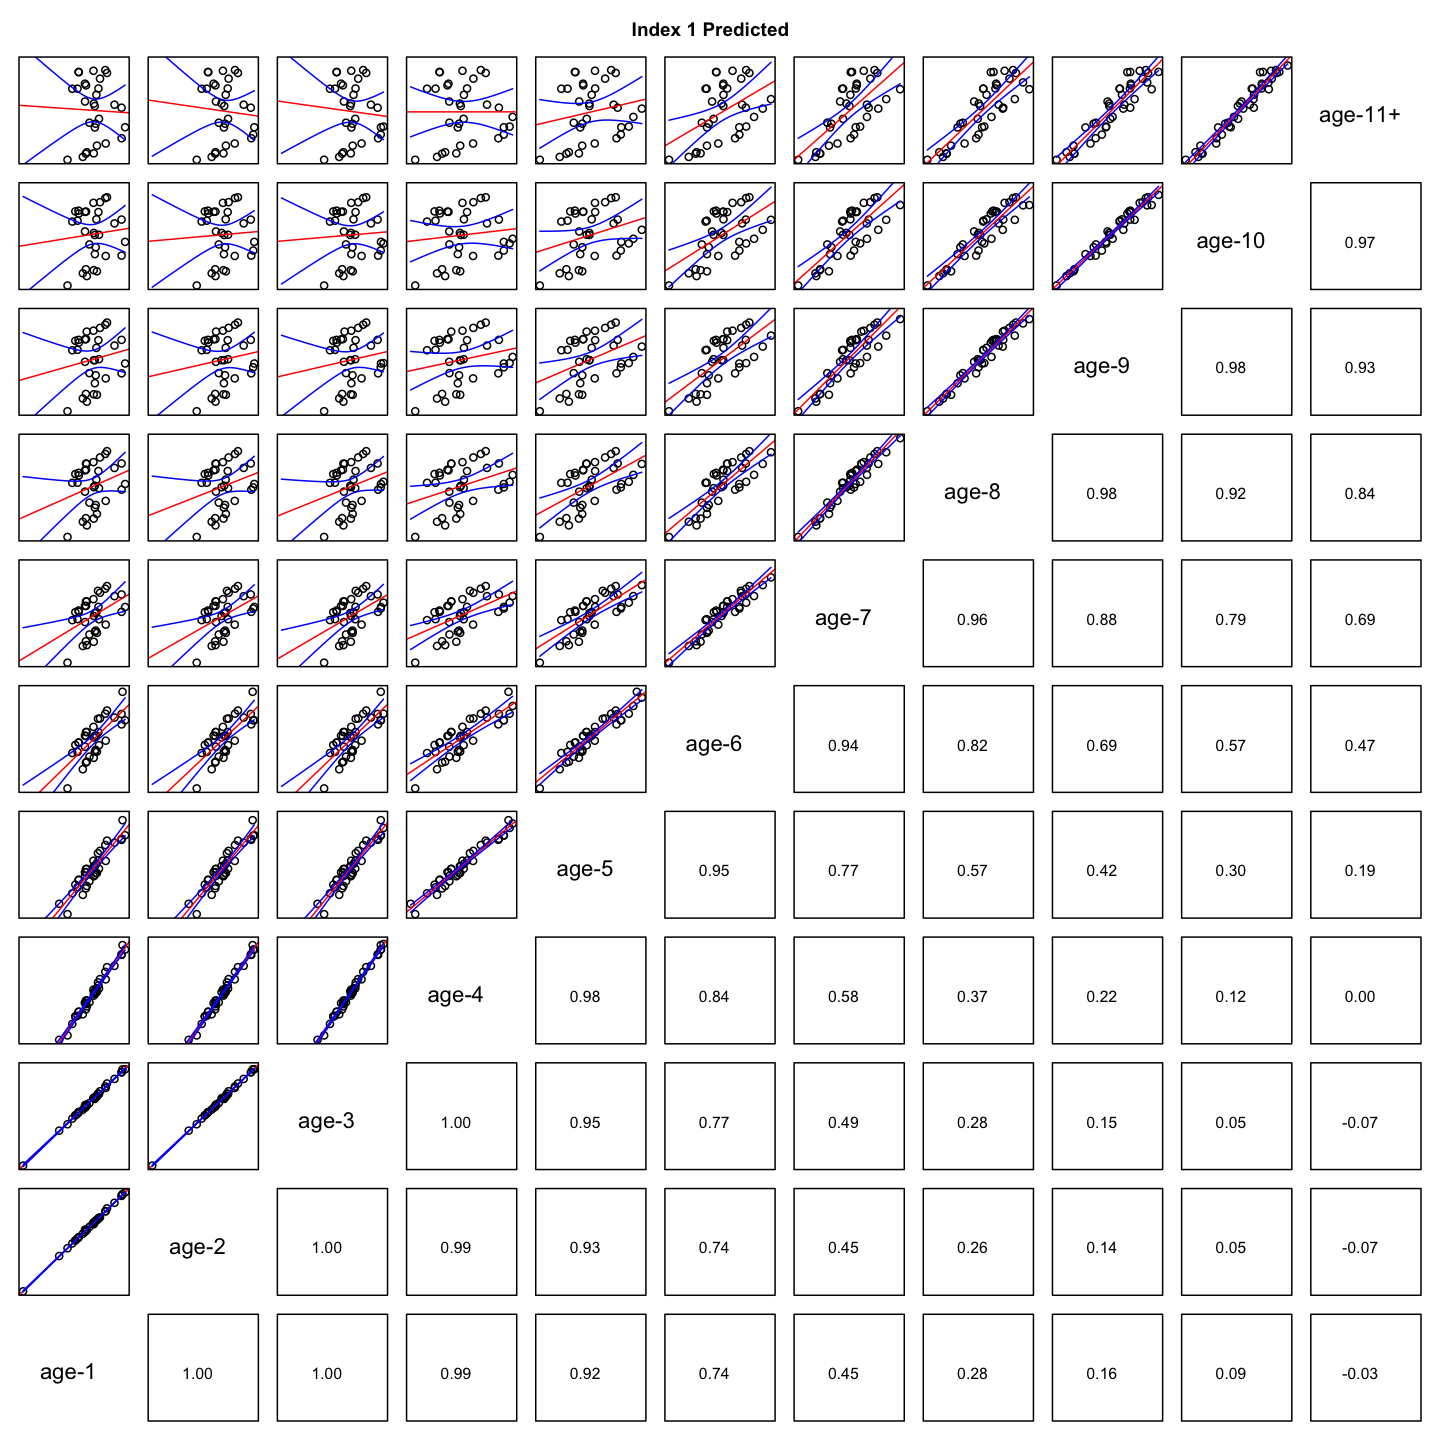 Index 1 Predicted
age-11+
age-10 0.97
age-9 0.98 0.93
age-8 0.98 0.92 0.84
age-7 0.96 0.88 0.79 0.69
age-6 0.94 0.82 0.69 0.57 0.47
age-5 0.95 0.77 0.57 0.42 0.30 0.19
age-4 0.98 0.84 0.58 0.37 0.22 0.12 0.00
age-3 1.00 0.95 0.77 0.49 0.28 0.15 0.05 -0.07
age-2 1.00 0.99 0.93 0.74 0.45 0.26 0.14 0.05 -0.07
age-1 1.00 1.00 0.99 0.92 0.74 0.45 0.28 0.16 0.09 -0.03